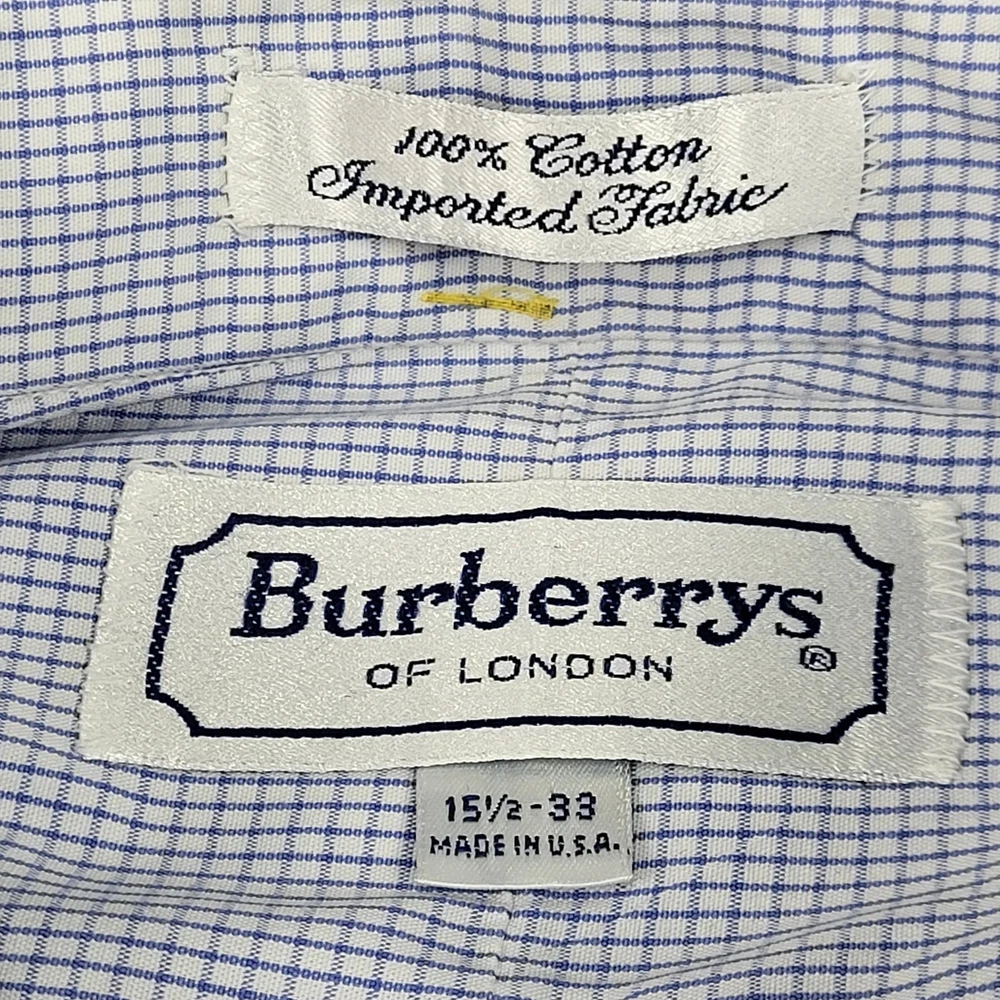 100% Cotton
Imported Fabric
Burberrys
®
OF LONDON
15½-33
MADE IN U.S.A.